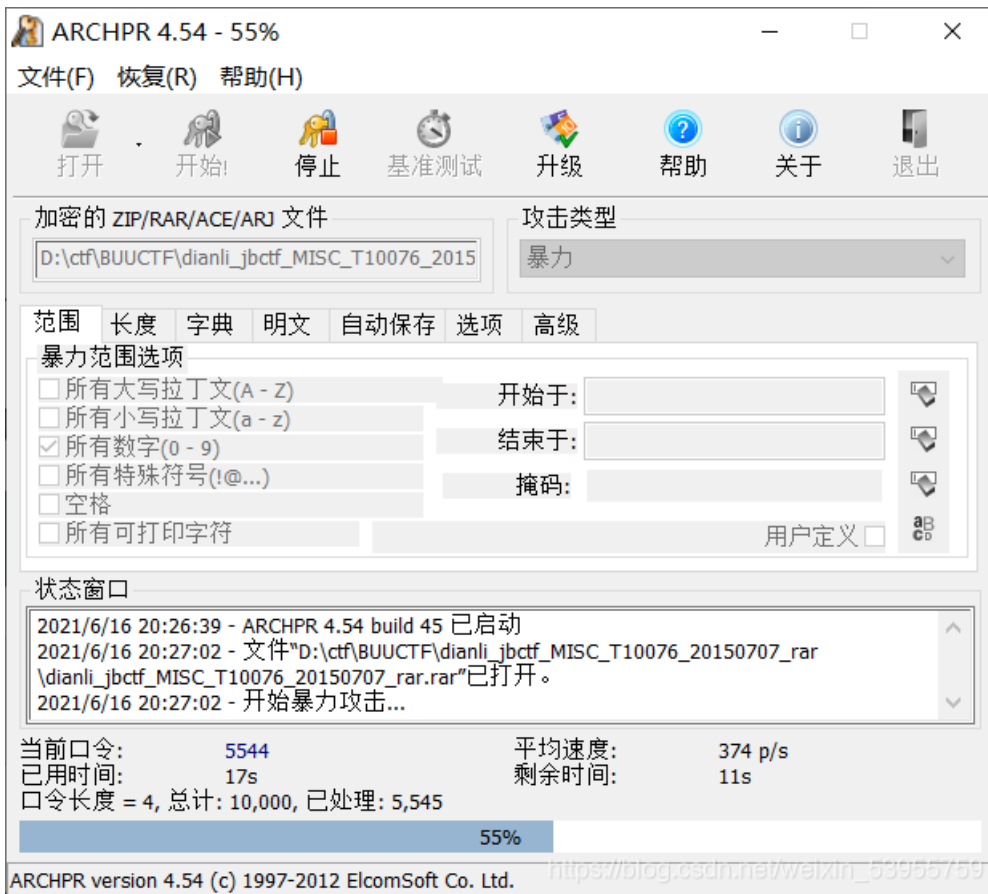 ARCHPR 4.54 - 55%
文件(F) 恢复(R) 帮助(H)
打开 开始! 停止 基准测试 升级 帮助 关于 退出
加密的 ZIP/RAR/ACE/ARJ 文件 攻击类型
D:\ctf\BUUCTF\dianli_jbctf_MISC_T10076_2015 暴力
范围 长度 字典 明文 自动保存 选项 高级
暴力范围选项
所有大写拉丁文(A - Z) 开始于:
所有小写拉丁文(a - z)
所有数字(0 - 9) 结束于:
所有特殊符号(!@...) 掩码:
空格
所有可打印字符 用户定义
状态窗口
2021/6/16 20:26:39 - ARCHPR 4.54 build 45 已启动
2021/6/16 20:27:02 - 文件“D:\ctf\BUUCTF\dianli_jbctf_MISC_T10076_20150707_rar
\dianli_jbctf_MISC_T10076_20150707_rar.rar”已打开。
2021/6/16 20:27:02 - 开始暴力攻击...
当前口令: 5544 平均速度: 374 p/s
已用时间: 17s 剩余时间: 11s
口令长度 = 4, 总计: 10,000, 已处理: 5,545
55%
ARCHPR version 4.54 (c) 1997-2012 ElcomSoft Co. Ltd.
https://blog.csdn.net/weixin_53955759